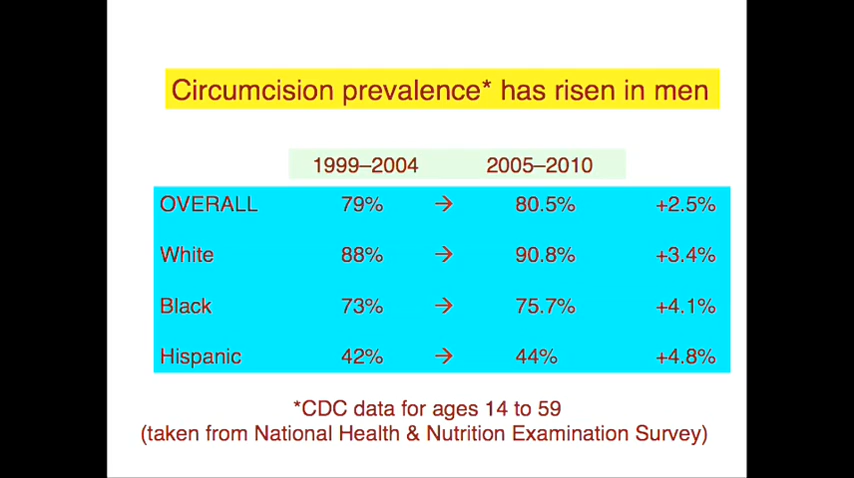 Circumcision prevalence* has risen in men
1999–2004 2005–2010
OVERALL 79% → 80.5% +2.5%
White 88% → 90.8% +3.4%
Black 73% → 75.7% +4.1%
Hispanic 42% → 44% +4.8%
*CDC data for ages 14 to 59
(taken from National Health & Nutrition Examination Survey)